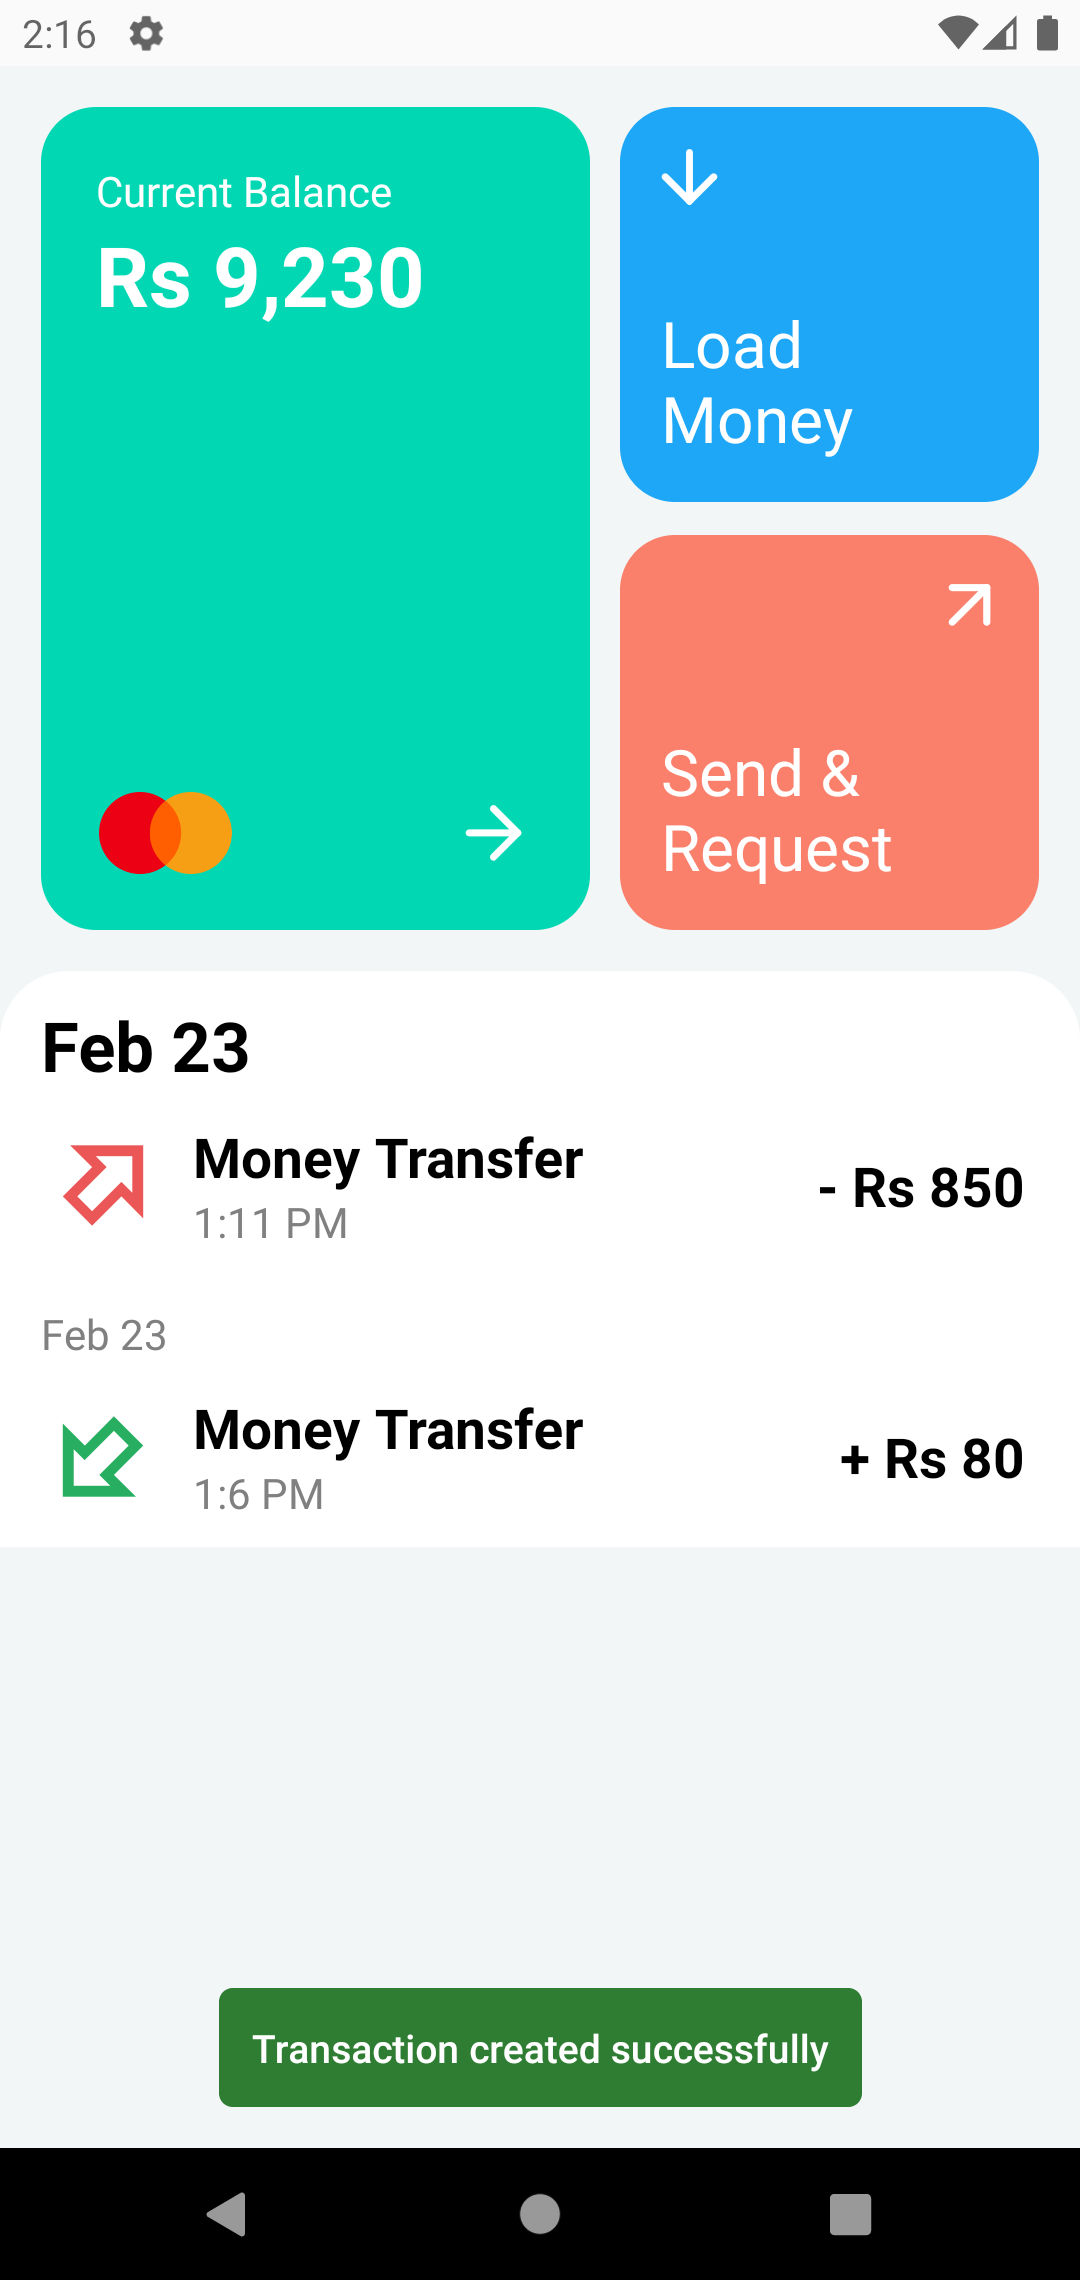 2:16
Current Balance
Rs 9,230
Load
Money
Send &
Request
Feb 23
Money Transfer
1:11 PM
- Rs 850
Feb 23
Money Transfer
1:6 PM
+ Rs 80
Transaction created successfully